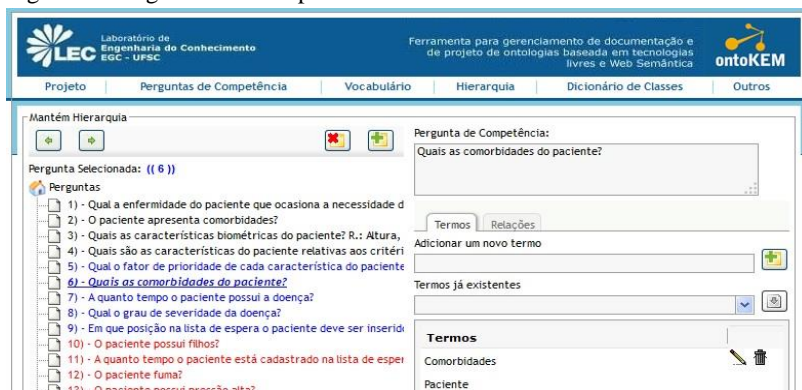 LEC
Laboratório de
Engenharia do Conhecimento
EGC - UFSC
Ferramenta para gerenciamento de documentação e
de projeto de ontologias baseada em tecnologias
livres e Web Semântica
ontoKEM
Projeto Perguntas de Competência Vocabulário Hierarquia Dicionário de Classes Outros
Mantém Hierarquia
Pergunta Selecionada: (( 6 ))
Perguntas
1) - Qual a enfermidade do paciente que ocasiona a necessidade d
2) - O paciente apresenta comorbidades?
3) - Quais as características biométricas do paciente? R.: Altura,
4) - Quais são as características do paciente relativas aos critéri
5) - Qual o fator de prioridade de cada característica do paciente
6) - Quais as comorbidades do paciente?
7) - A quanto tempo o paciente possui a doença?
8) - Qual o grau de severidade da doença?
9) - Em que posição na lista de espera o paciente deve ser inserido
10) - O paciente possui filhos?
11) - A quanto tempo o paciente está cadastrado na lista de esper
12) - O paciente fuma?
13) - O paciente possui pressão alta?
Pergunta de Competência:
Quais as comorbidades do paciente?
Termos Relações
Adicionar um novo termo
Termos já existentes
Termos
Comorbidades
Paciente